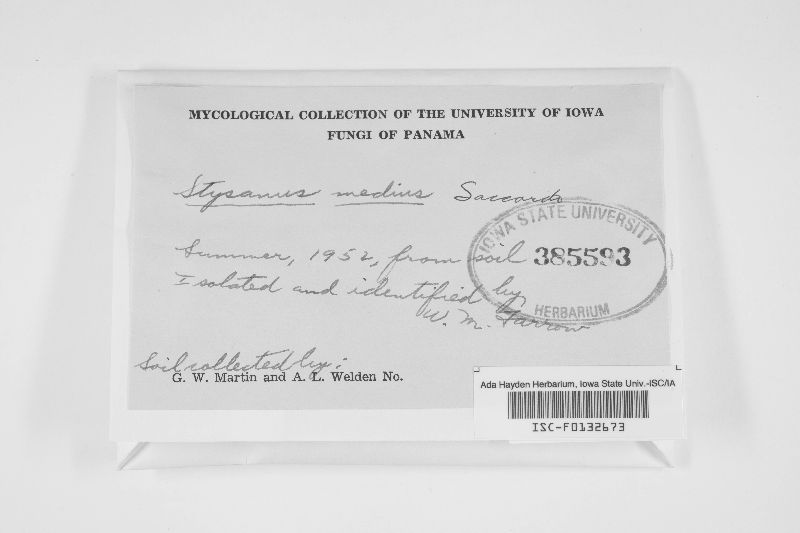 MYCOLOGICAL COLLECTION OF THE UNIVERSITY OF IOWA
FUNGI OF PANAMA
Stysanus medius Saccardo
IOWA STATE UNIVERSITY
385593
HERBARIUM
Summer, 1952, from soil
Isolated and identified by
W. M. Farrow
Soil collected by:
G. W. Martin and A. L. Welden No.
Ada Hayden Herbarium, Iowa State Univ.-ISC/IA
ISC-F0132673